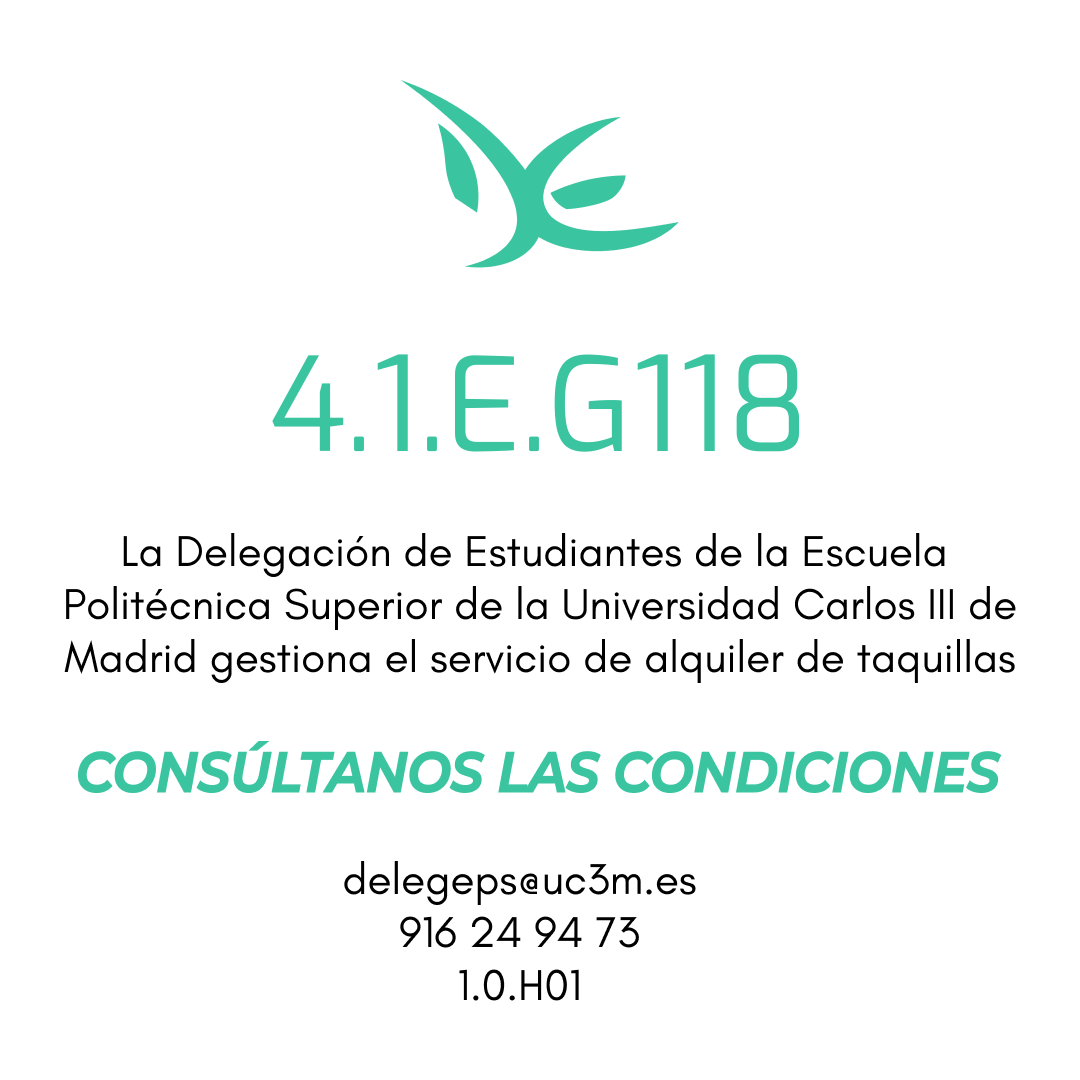 4.1.E.G118
La Delegación de Estudiantes de la Escuela
Politécnica Superior de la Universidad Carlos III de
Madrid gestiona el servicio de alquiler de taquillas
CONSÚLTANOS LAS CONDICIONES
delegeps@uc3m.es
916 24 94 73
1.0.H01